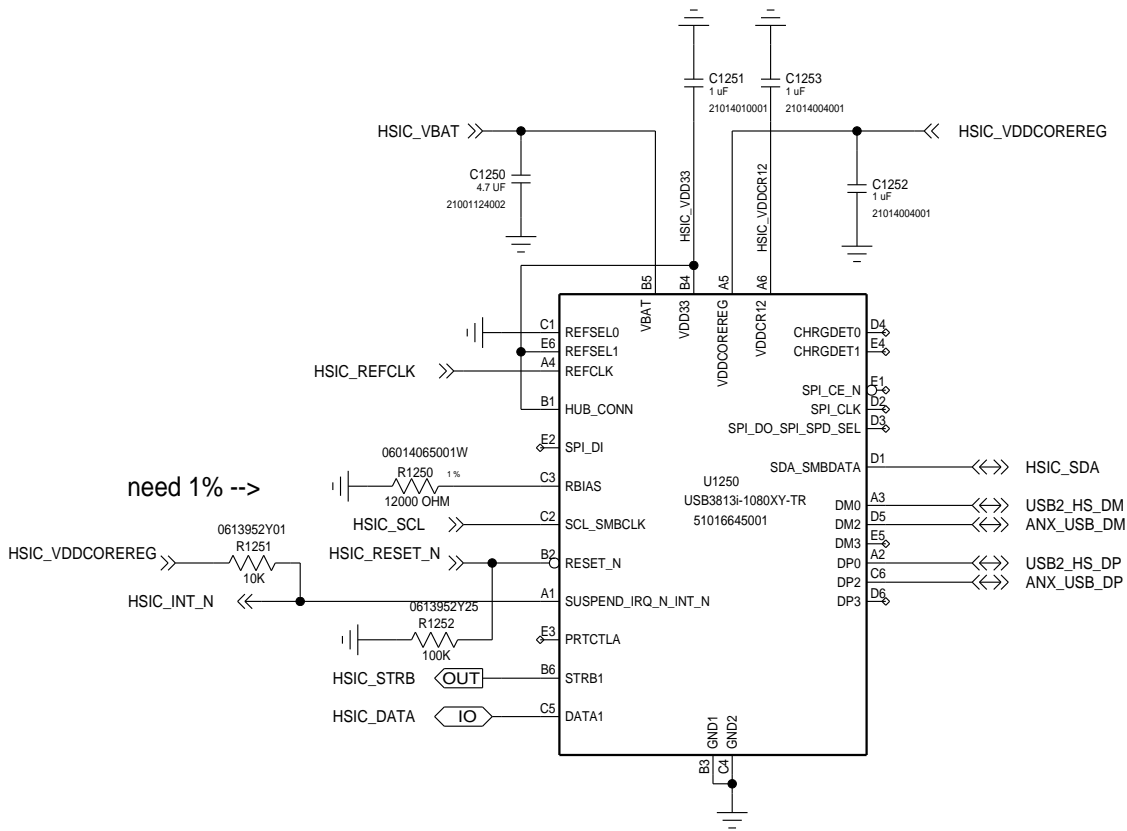 C1251
1 uF
21014010001
C1253
1 uF
21014004001
HSIC_VBAT
HSIC_VDDCOREREG
C1250
4.7 UF
21001124002
HSIC_VDD33
HSIC_VDDCR12
C1252
1 uF
21014004001
B5
B4
A5
A6
VBAT
VDD33
VDDCOREREG
VDDCR12
C1
REFSEL0
E6
REFSEL1
HSIC_REFCLK
A4
REFCLK
B1
HUB_CONN
E2
SPI_DI
06014065001W
R1250
1 %
12000 OHM
C3
RBIAS
need 1% -->
HSIC_SCL
C2
SCL_SMBCLK
0613952Y01
R1251
10K
HSIC_VDDCOREREG
HSIC_RESET_N
B2
RESET_N
HSIC_INT_N
A1
SUSPEND_IRQ_N_INT_N
0613952Y25
R1252
100K
E3
PRTCTLA
HSIC_STRB
OUT
B6
STRB1
HSIC_DATA
IO
C5
DATA1
CHRGDET0
D4
CHRGDET1
E4
SPI_CE_N
E1
SPI_CLK
D2
SPI_DO_SPI_SPD_SEL
D3
SDA_SMBDATA
D1
HSIC_SDA
U1250
USB3813i-1080XY-TR
51016645001
DM0
A3
USB2_HS_DM
DM2
D5
ANX_USB_DM
DM3
E5
DP0
A2
USB2_HS_DP
DP2
C6
ANX_USB_DP
DP3
D6
GND1
GND2
B3
C4